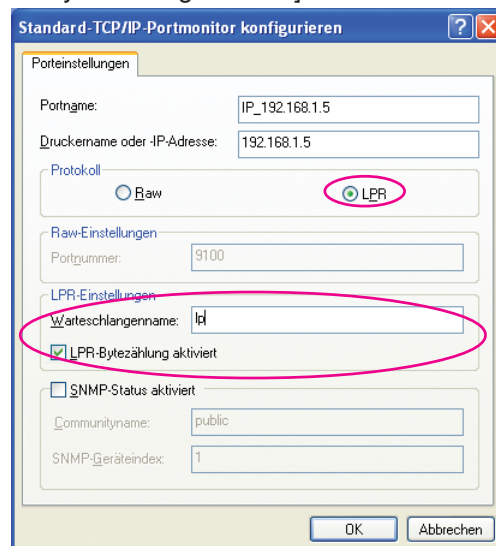 Standard-TCP/IP-Portmonitor konfigurieren
Porteinstellungen
Portname: IP_192.168.1.5
Druckername oder -IP-Adresse: 192.168.1.5
Protokoll
Raw LPR
Raw-Einstellungen
Portnummer: 9100
LPR-Einstellungen
Warteschlangenname: lp
LPR-Bytezählung aktiviert
SNMP-Status aktiviert
Communityname: public
SNMP-Geräteindex: 1
OK Abbrechen